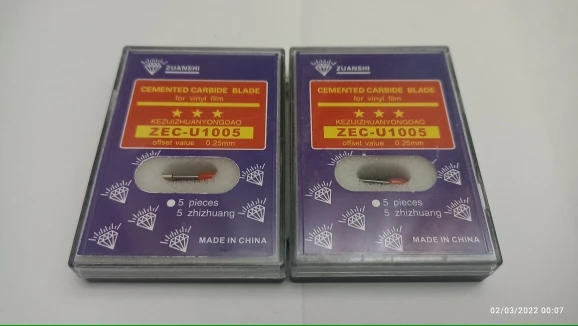 ZUANSHI
CEMENTED CARBIDE BLADE
for vinyl film
KEZIJIZHUANYONGDAO
ZEC-U1005
offset value 0.25mm
5 pieces
5 zhizhuang
MADE IN CHINA
ZUANSHI
CEMENTED CARBIDE BLADE
for vinyl film
KEZIJIZHUANYONGDAO
ZEC-U1005
offset value 0.25mm
5 pieces
5 zhizhuang
MADE IN CHINA
02/03/2022 00:07